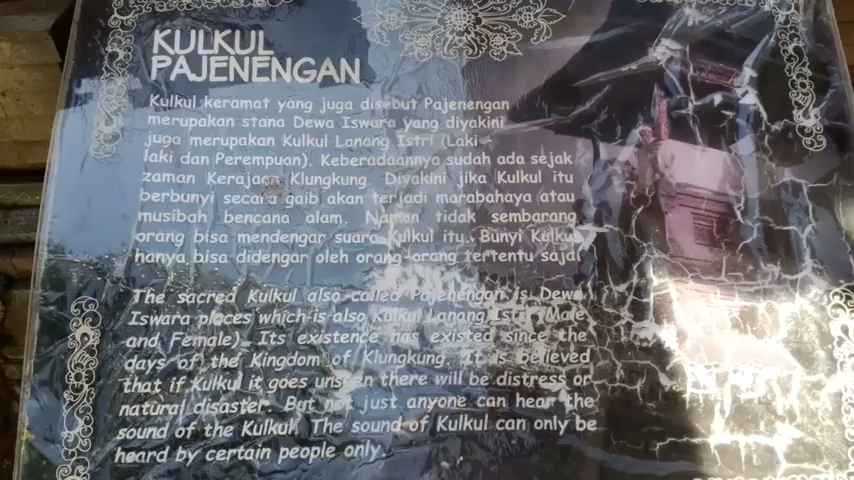 KULKUL
PAJENENGAN
Kulkul keramat yang juga disebut Pajenengan
merupakan stana Dewa Iswara yang diyakini
juga merupakan Kulkul Lanang Istri (Laki -
laki dan Perempuan). Keberadaannya sudah ada sejak
zaman Kerajaan Klungkung. Diyakini jika Kulkul itu
berbunyi secara gaib akan terjadi marabahaya atau
musibah bencana alam. Namun tidak sembarang
orang bisa mendengar suara Kulkul itu. Bunyi Kulkul
hanya bisa didengar oleh orang-orang tertentu saja
The sacred Kulkul also called Pajenengan is Dewa
Iswara places which is also Kulkul Lanang Istri (Male
and Female). Its existence has existed since the
days of the Kingdom of Klungkung. It is believed
that if Kulkul it goes unseen there will be distress or
natural disaster. But not just anyone can hear the
sound of the Kulkul. The sound of Kulkul can only be
heard by certain people only.